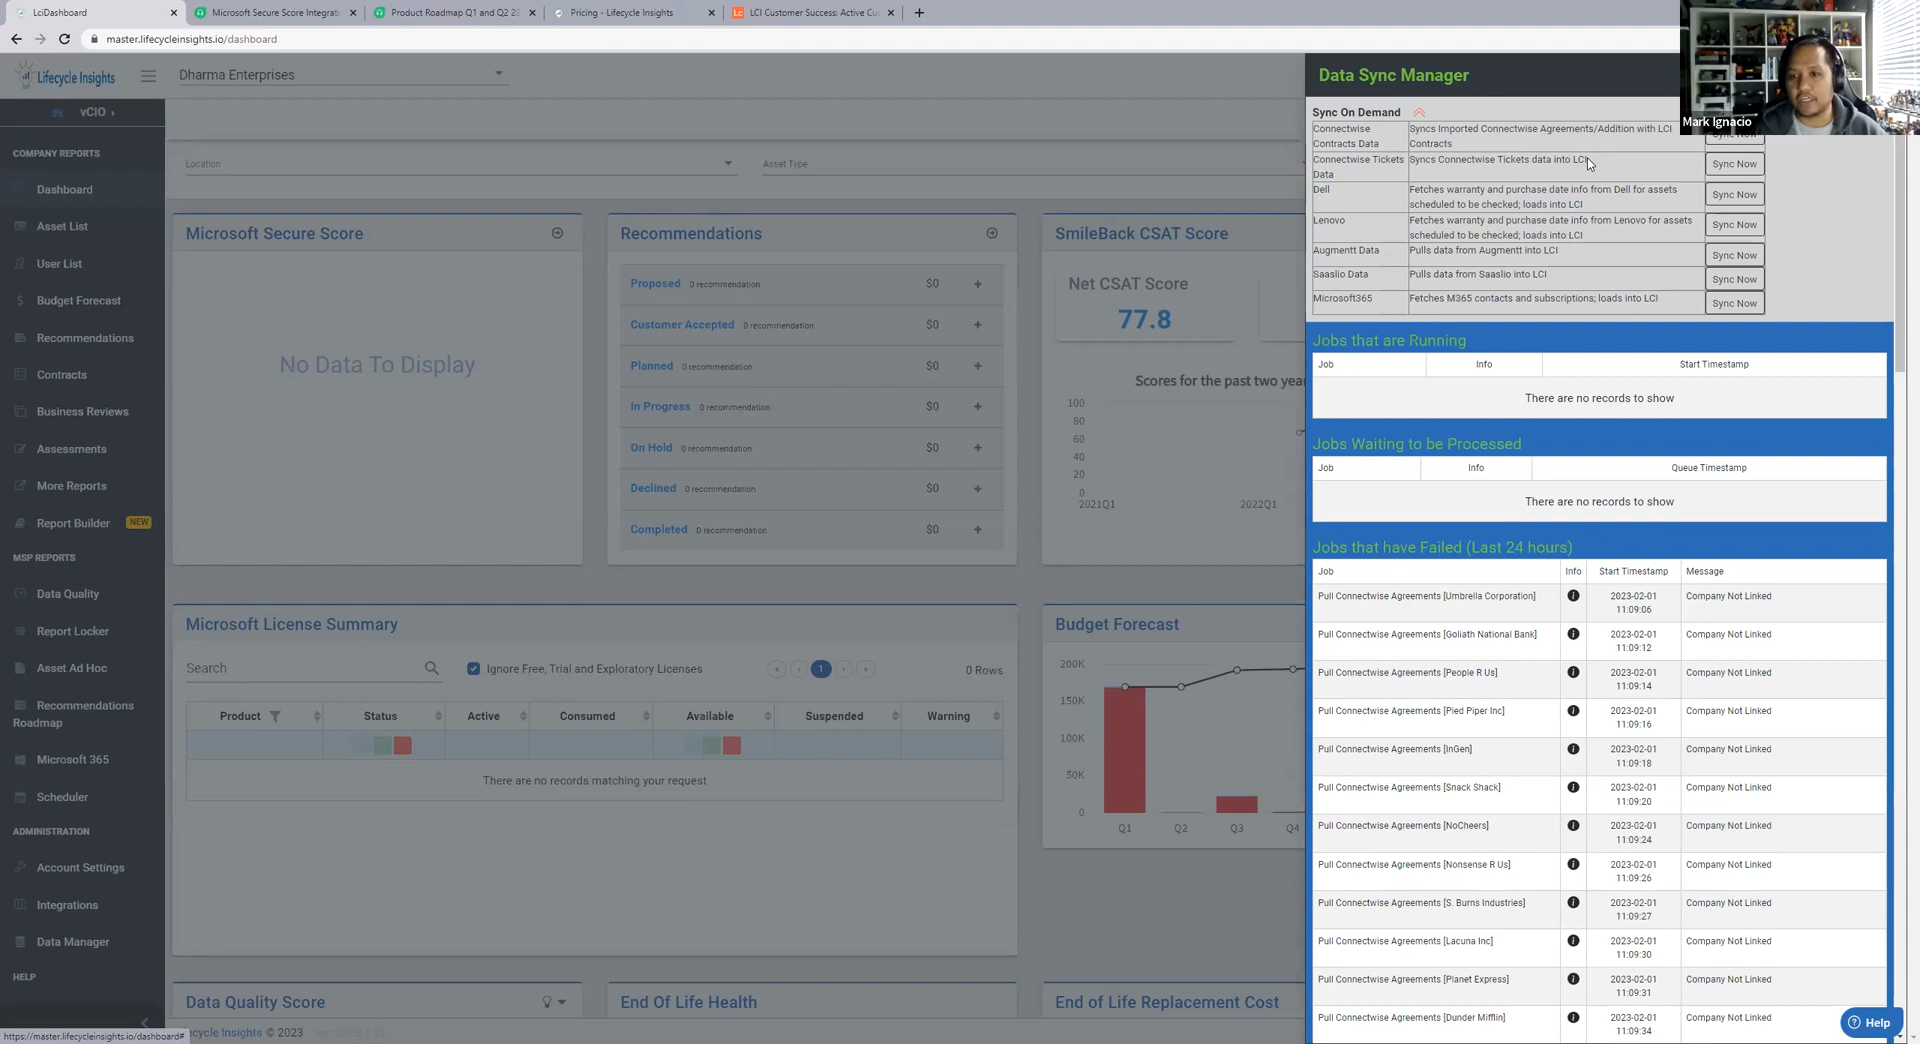 LciDashboard
Microsoft Secure Score Integrati
Product Roadmap Q1 and Q2 20
Pricing - Lifecycle Insights
LCI Customer Success: Active Cu
master.lifecycleinsights.io/dashboard
Lifecycle Insights
Dharma Enterprises
vCIO
COMPANY REPORTS
Dashboard
Asset List
User List
Budget Forecast
Recommendations
Contracts
Business Reviews
Assessments
More Reports
Report Builder NEW
MSP REPORTS
Data Quality
Report Locker
Asset Ad Hoc
Recommendations
Roadmap
Microsoft 365
Scheduler
ADMINISTRATION
Account Settings
Integrations
Data Manager
HELP
https://master.lifecycleinsights.io/dashboard#
Location
Asset Type
Microsoft Secure Score
No Data To Display
Recommendations
Proposed 0 recommendation $0 +
Customer Accepted 0 recommendation $0 +
Planned 0 recommendation $0 +
In Progress 0 recommendation $0 +
On Hold 0 recommendation $0 +
Declined 0 recommendation $0 +
Completed 0 recommendation $0 +
SmileBack CSAT Score
Net CSAT Score
77.8
Scores for the past two year
100
80
60
40
20
0
2021Q1 2022Q1
Microsoft License Summary
Search
Ignore Free, Trial and Exploratory Licenses
« ‹ 1 › »
0 Rows
Product Status Active Consumed Available Suspended Warning
There are no records matching your request
Budget Forecast
200K
150K
100K
50K
0
Q1 Q2 Q3 Q4
Data Quality Score
End Of Life Health
End of Life Replacement Cost
ecycle Insights © 2023
Data Sync Manager
Mark Ignacio
Sync On Demand
Connectwise Contracts Data Syncs Imported Connectwise Agreements/Addition with LCI Contracts Sync Now
Connectwise Tickets Data Syncs Connectwise Tickets data into LCI Sync Now
Dell Fetches warranty and purchase date info from Dell for assets scheduled to be checked; loads into LCI Sync Now
Lenovo Fetches warranty and purchase date info from Lenovo for assets scheduled to be checked; loads into LCI Sync Now
Augmentt Data Pulls data from Augmentt into LCI Sync Now
Saaslio Data Pulls data from Saaslio into LCI Sync Now
Microsoft365 Fetches M365 contacts and subscriptions; loads into LCI Sync Now
Jobs that are Running
Job Info Start Timestamp
There are no records to show
Jobs Waiting to be Processed
Job Info Queue Timestamp
There are no records to show
Jobs that have Failed (Last 24 hours)
Job Info Start Timestamp Message
Pull Connectwise Agreements [Umbrella Corporation] 2023-02-01 11:09:06 Company Not Linked
Pull Connectwise Agreements [Goliath National Bank] 2023-02-01 11:09:12 Company Not Linked
Pull Connectwise Agreements [People R Us] 2023-02-01 11:09:14 Company Not Linked
Pull Connectwise Agreements [Pied Piper Inc] 2023-02-01 11:09:16 Company Not Linked
Pull Connectwise Agreements [InGen] 2023-02-01 11:09:18 Company Not Linked
Pull Connectwise Agreements [Snack Shack] 2023-02-01 11:09:20 Company Not Linked
Pull Connectwise Agreements [NoCheers] 2023-02-01 11:09:24 Company Not Linked
Pull Connectwise Agreements [Nonsense R Us] 2023-02-01 11:09:26 Company Not Linked
Pull Connectwise Agreements [S. Burns Industries] 2023-02-01 11:09:27 Company Not Linked
Pull Connectwise Agreements [Lacuna Inc] 2023-02-01 11:09:30 Company Not Linked
Pull Connectwise Agreements [Planet Express] 2023-02-01 11:09:31 Company Not Linked
Pull Connectwise Agreements [Dunder Mifflin] 2023-02-01 11:09:34 Company Not Linked
Help